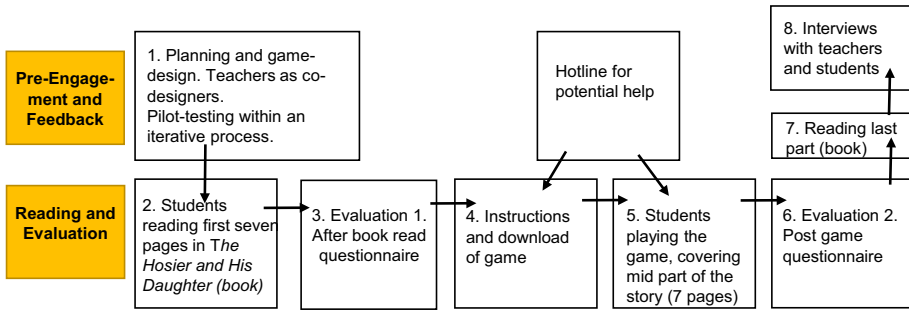 Pre-Engage-
ment and
Feedback
1. Planning and game-
design. Teachers as co-
designers.
Pilot-testing within an
iterative process.
Hotline for
potential help
8. Interviews
with teachers
and students
7. Reading last
part (book)
Reading and
Evaluation
2. Students
reading first seven
pages in The
Hosier and His
Daughter (book)
3. Evaluation 1.
After book read
questionnaire
4. Instructions
and download
of game
5. Students
playing the
game, covering
mid part of the
story (7 pages)
6. Evaluation 2.
Post game
questionnaire